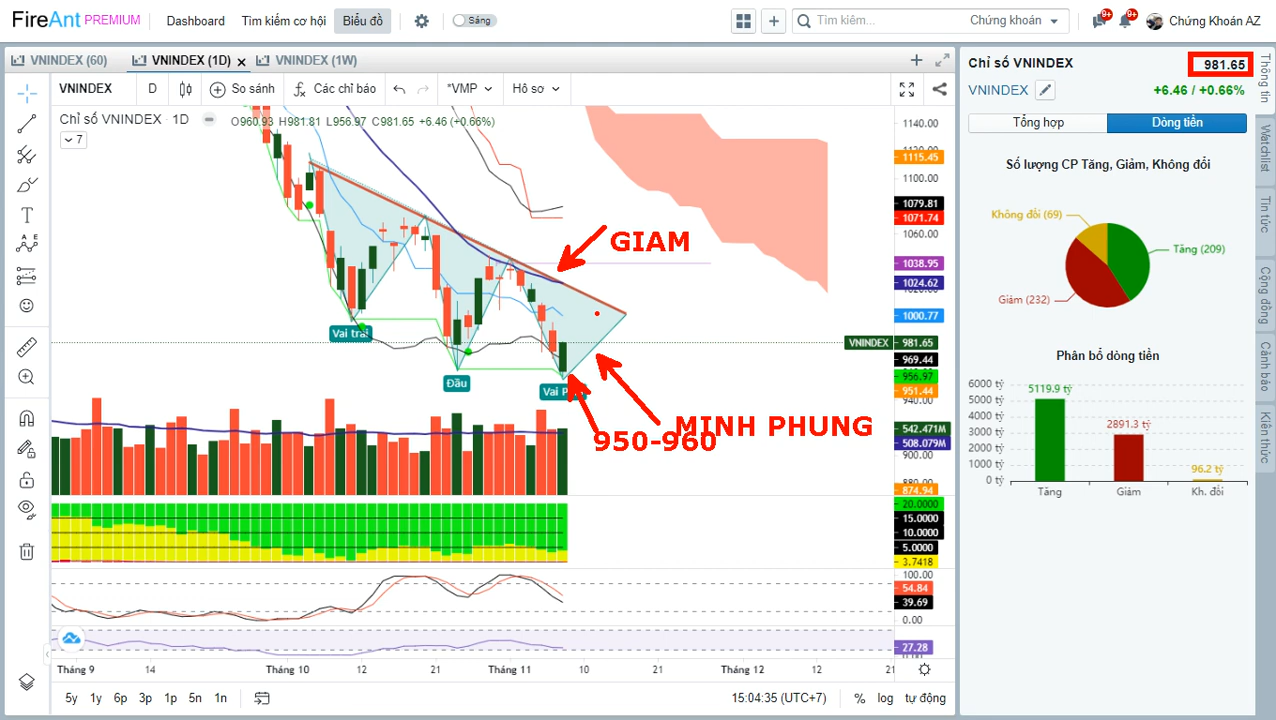 FireAnt PREMIUM Dashboard Tìm kiếm cơ hội Biểu đồ Sáng Tìm kiếm... Chứng khoán 9+ 9+ Chứng Khoán AZ
VNINDEX (60) VNINDEX (1D) VNINDEX (1W)
VNINDEX D So sánh Các chỉ báo *VMP Hồ sơ
Chỉ số VNINDEX · 1D O960.93 H981.81 L956.97 C981.65 +6.46 (+0.66%)
7
1140.00
1115.45
1100.00
1079.81
1071.74
1060.00
1038.95
1024.62
1000.77
VNINDEX 981.65
969.44
956.97
951.44
940.00
542.471M
508.079M
900.00
874.94
20.0000
15.0000
10.0000
5.0000
3.7418
100.00
54.84
39.69
0.00
27.28
GIAM
Vai trái
Đầu
Vai P
MINH PHUNG
950-960
Tháng 9 14 Tháng 10 12 21 Tháng 11 10 21 Tháng 12 12 21
5y 1y 6p 3p 1p 5n 1n 15:04:35 (UTC+7) % log tự động
Chỉ số VNINDEX 981.65
VNINDEX +6.46 / +0.66%
Tổng hợp Dòng tiền
Số lượng CP Tăng, Giảm, Không đổi
Không đổi (69)
Tăng (209)
Giảm (232)
Phân bổ dòng tiền
6000 tỷ
5000 tỷ
4000 tỷ
3000 tỷ
2000 tỷ
1000 tỷ
0 tỷ
5119.9 tỷ
2891.3 tỷ
96.2 tỷ
Tăng Giảm Kh. đổi
Thông tin
Watchlist
Tin tức
Cộng đồng
Cảnh báo
Kiến thức